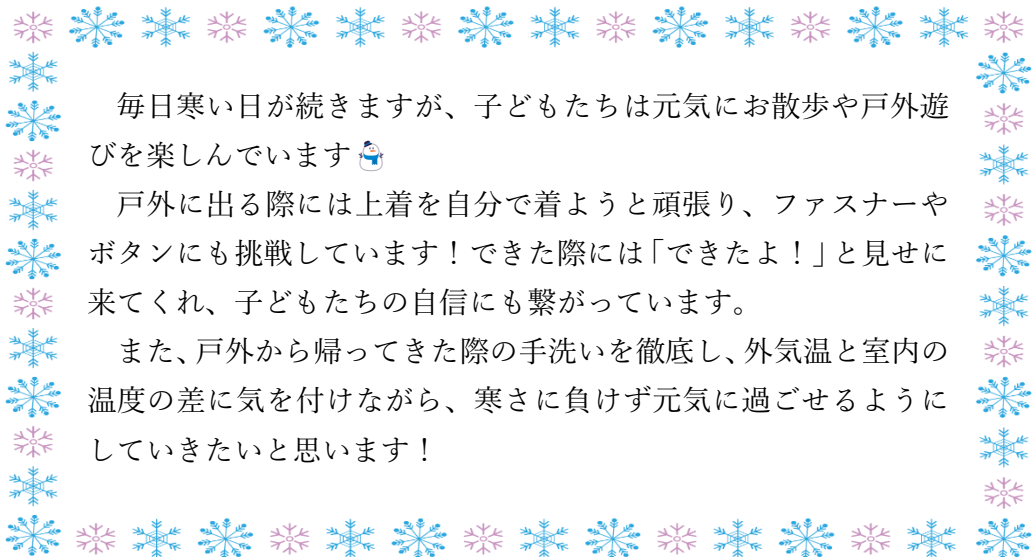 毎日寒い日が続きますが、子どもたちは元気にお散歩や戸外遊
びを楽しんでいます⛄
戸外に出る際には上着を自分で着ようと頑張り、ファスナーや
ボタンにも挑戦しています！できた際には「できたよ！」と見せに
来てくれ、子どもたちの自信にも繋がっています。
また、戸外から帰ってきた際の手洗いを徹底し、外気温と室内の
温度の差に気を付けながら、寒さに負けず元気に過ごせるように
していきたいと思います！